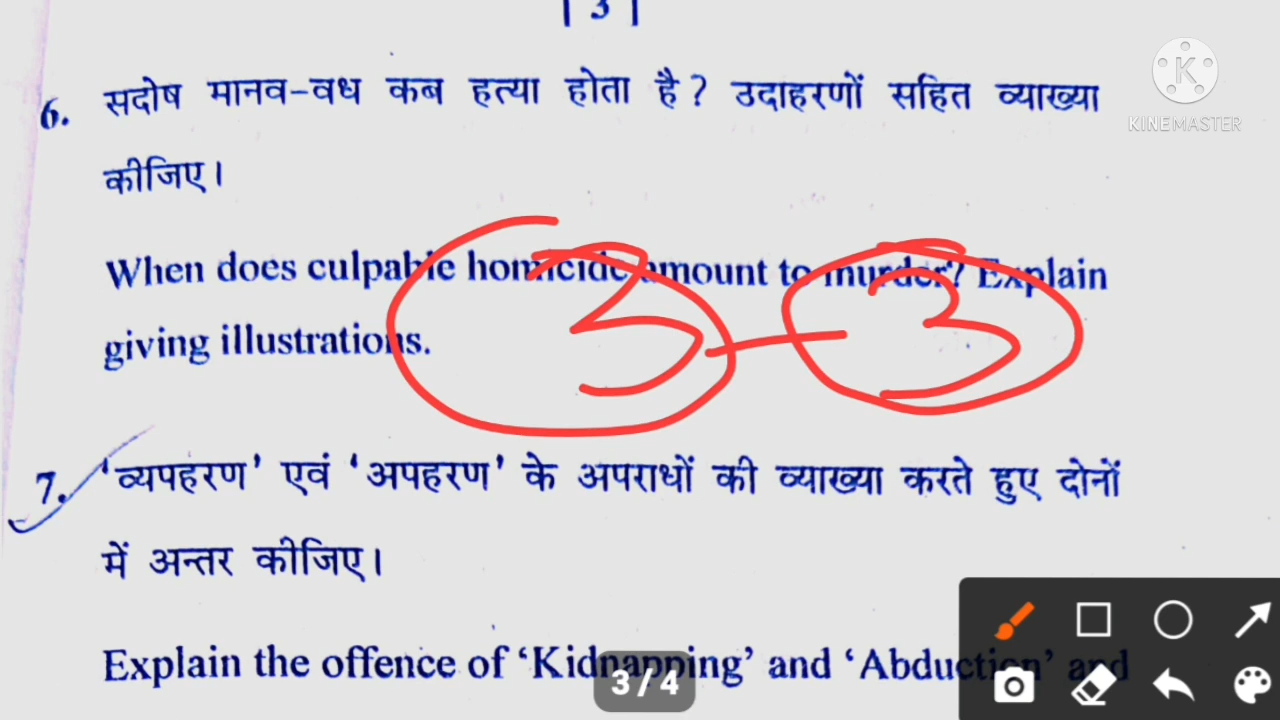 [ 3 ]
6. सदोष मानव-वध कब हत्या होता है? उदाहरणों सहित व्याख्या
कीजिए।
When does culpable homicide amount to murder? Explain
giving illustrations.
3 - 3
7. 'व्यपहरण' एवं 'अपहरण' के अपराधों की व्याख्या करते हुए दोनों
में अन्तर कीजिए।
Explain the offence of 'Kidnapping' and 'Abduction' and
3 / 4
K
KINEMASTER